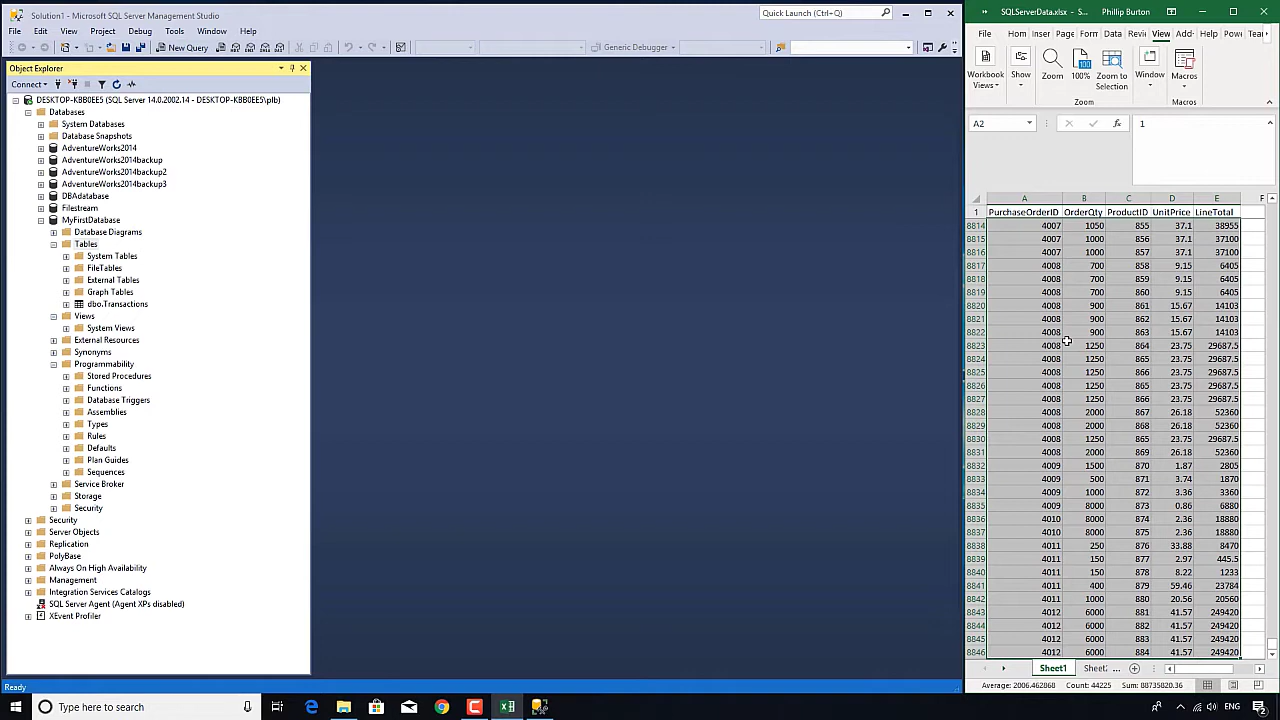 Solution1 - Microsoft SQL Server Management Studio
Quick Launch (Ctrl+Q)
File Edit View Project Debug Tools Window Help
New Query
Generic Debugger
Object Explorer
Connect
DESKTOP-KBB0EE5 (SQL Server 14.0.2002.14 - DESKTOP-KBB0EE5\plb)
Databases
System Databases
Database Snapshots
AdventureWorks2014
AdventureWorks2014backup
AdventureWorks2014backup2
AdventureWorks2014backup3
DBAdatabase
Filestream
MyFirstDatabase
Database Diagrams
Tables
System Tables
FileTables
External Tables
Graph Tables
dbo.Transactions
Views
System Views
External Resources
Synonyms
Programmability
Stored Procedures
Functions
Database Triggers
Assemblies
Types
Rules
Defaults
Plan Guides
Sequences
Service Broker
Storage
Security
Security
Server Objects
Replication
PolyBase
Always On High Availability
Management
Integration Services Catalogs
SQL Server Agent (Agent XPs disabled)
XEvent Profiler
Ready
SQLServerData.xlsx - S... Phillip Burton
File Hom Inser Page Form Data Revi View Add- Help Powe Tear
Workbook Views Show Zoom 100% Zoom to Selection Window Macros
Zoom Macros
A2 fx 1
A B C D E F
1 PurchaseOrderID OrderQty ProductID UnitPrice LineTotal
8814 4007 1050 855 37.1 38955
8815 4007 1000 856 37.1 37100
8816 4007 1000 857 37.1 37100
8817 4008 700 858 9.15 6405
8818 4008 700 859 9.15 6405
8819 4008 700 860 9.15 6405
8820 4008 900 861 15.67 14103
8821 4008 900 862 15.67 14103
8822 4008 900 863 15.67 14103
8823 4008 1250 864 23.75 29687.5
8824 4008 1250 865 23.75 29687.5
8825 4008 1250 866 23.75 29687.5
8826 4008 1250 865 23.75 29687.5
8827 4008 1250 866 23.75 29687.5
8828 4008 2000 867 26.18 52360
8829 4008 2000 868 26.18 52360
8830 4008 1250 865 23.75 29687.5
8831 4008 2000 869 26.18 52360
8832 4009 1500 870 1.87 2805
8833 4009 500 871 3.74 1870
8834 4009 1000 872 3.36 3360
8835 4009 8000 873 0.86 6880
8836 4010 8000 874 2.36 18880
8837 4010 8000 875 2.36 18880
8838 4011 250 876 33.88 8470
8839 4011 150 877 2.97 445.5
8840 4011 150 878 8.22 1233
8841 4011 400 879 59.46 23784
8842 4011 1000 880 20.56 20560
8843 4012 6000 881 41.57 249420
8844 4012 6000 882 41.57 249420
8845 4012 6000 883 41.57 249420
8846 4012 6000 884 41.57 249420
Sheet1 Sheet: ...
Average: 2006.462868 Count: 44225 Sum: 88735820.36
Type here to search
ENG